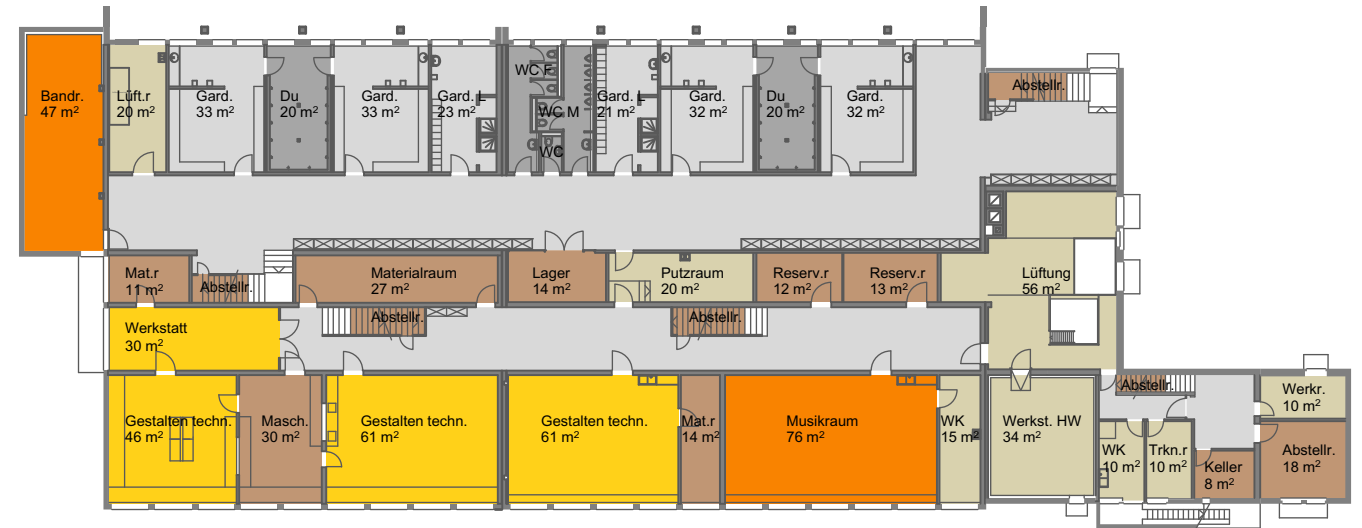 Bandr.
47 m²
Lüft.r
20 m²
Gard.
33 m²
Du
20 m²
Gard.
33 m²
Gard. L
23 m²
WC F
WC M
WC
Gard. L
21 m²
Gard.
32 m²
Du
20 m²
Gard.
32 m²
Abstellr.
Mat.r
11 m²
Abstellr.
Materialraum
27 m²
Lager
14 m²
Putzraum
20 m²
Reserv.r
12 m²
Reserv.r
13 m²
Lüftung
56 m²
Werkstatt
30 m²
Abstellr.
Abstellr.
Gestalten techn.
46 m²
Masch.
30 m²
Gestalten techn.
61 m²
Gestalten techn.
61 m²
Mat.r
14 m²
Musikraum
76 m²
WK
15 m²
Werkst. HW
34 m²
Abstellr.
WK
10 m²
Trkn.r
10 m²
Keller
8 m²
Werkr.
10 m²
Abstellr.
18 m²